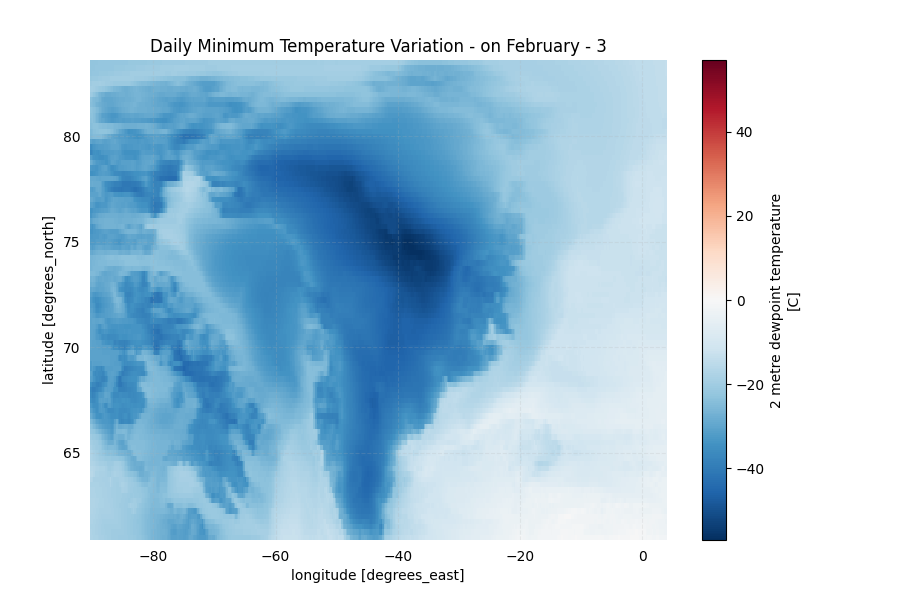 Daily Minimum Temperature Variation - on February - 3
80
75
70
65
latitude [degrees_north]
−80
−60
−40
−20
0
longitude [degrees_east]
40
20
0
−20
−40
2 metre dewpoint temperature
[C]